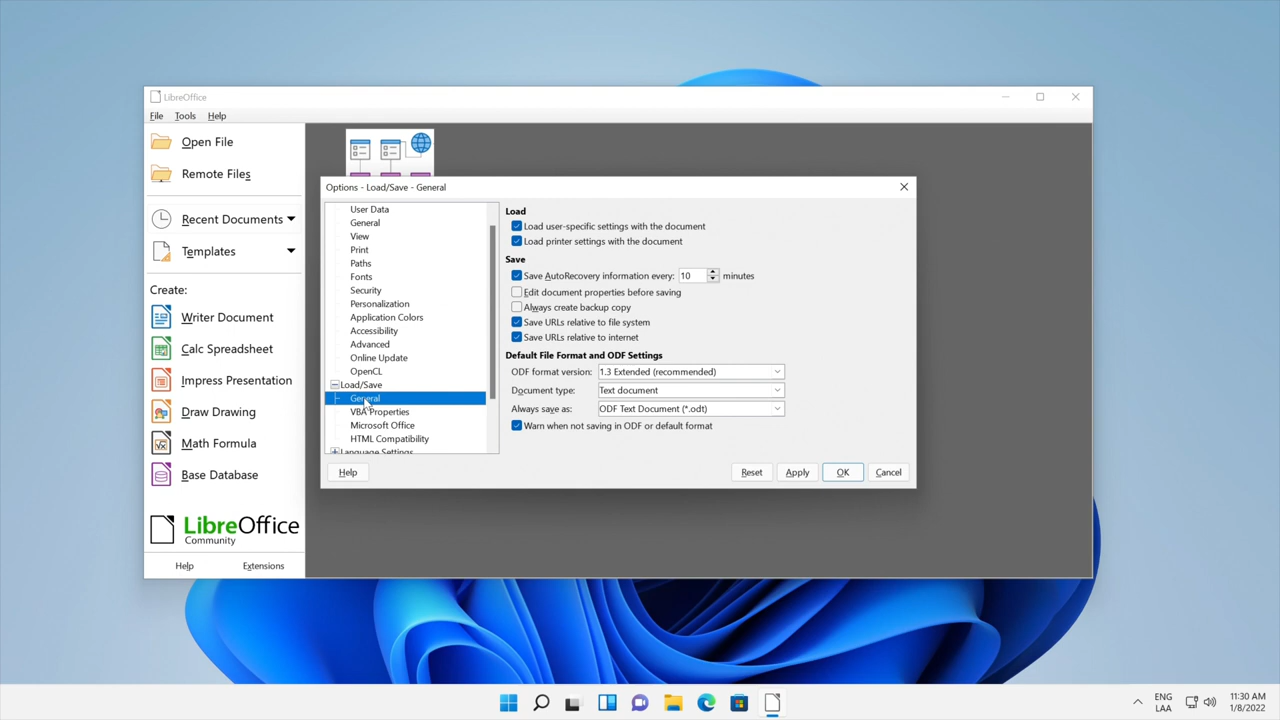 LibreOffice
File Tools Help
Open File
Remote Files
Recent Documents
Templates
Create:
Writer Document
Calc Spreadsheet
Impress Presentation
Draw Drawing
Math Formula
Base Database
LibreOffice
Community
Help Extensions
Options - Load/Save - General
User Data
General
View
Print
Paths
Fonts
Security
Personalization
Application Colors
Accessibility
Advanced
Online Update
OpenCL
Load/Save
General
VBA Properties
Microsoft Office
HTML Compatibility
Language Settings
Load
Load user-specific settings with the document
Load printer settings with the document
Save
Save AutoRecovery information every: 10 minutes
Edit document properties before saving
Always create backup copy
Save URLs relative to file system
Save URLs relative to internet
Default File Format and ODF Settings
ODF format version: 1.3 Extended (recommended)
Document type: Text document
Always save as: ODF Text Document (*.odt)
Warn when not saving in ODF or default format
Help Reset Apply OK Cancel
ENG
LAA
11:30 AM
1/8/2022